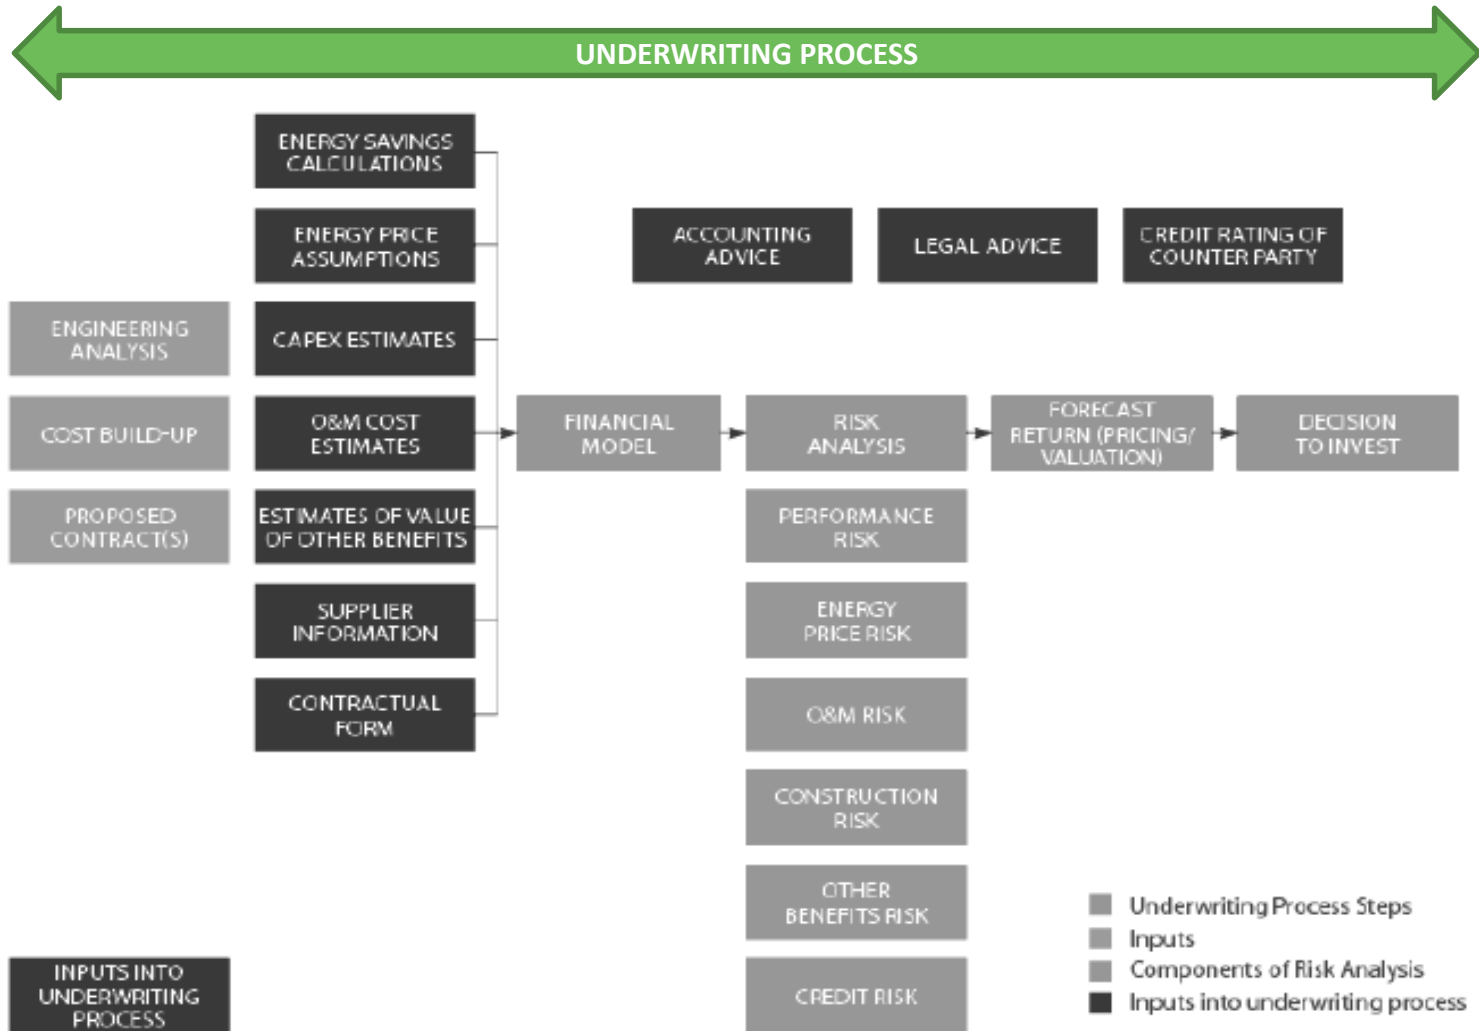 UNDERWRITING PROCESS
ENERGY SAVINGS
CALCULATIONS
ENERGY PRICE
ASSUMPTIONS
ACCOUNTING
ADVICE
LEGAL ADVICE
CREDIT RATING OF
COUNTER PARTY
ENGINEERING
ANALYSIS
CAPEX ESTIMATES
COST BUILD-UP
O&M COST
ESTIMATES
FINANCIAL
MODEL
RISK
ANALYSIS
FORECAST
RETURN (PRICING/
VALUATION)
DECISION
TO INVEST
PROPOSED
CONTRACT(S)
ESTIMATES OF VALUE
OF OTHER BENEFITS
PERFORMANCE
RISK
SUPPLIER
INFORMATION
ENERGY
PRICE RISK
CONTRACTUAL
FORM
O&M RISK
CONSTRUCTION
RISK
OTHER
BENEFITS RISK
CREDIT RISK
INPUTS INTO
UNDERWRITING
PROCESS
Underwriting Process Steps
Inputs
Components of Risk Analysis
Inputs into underwriting process